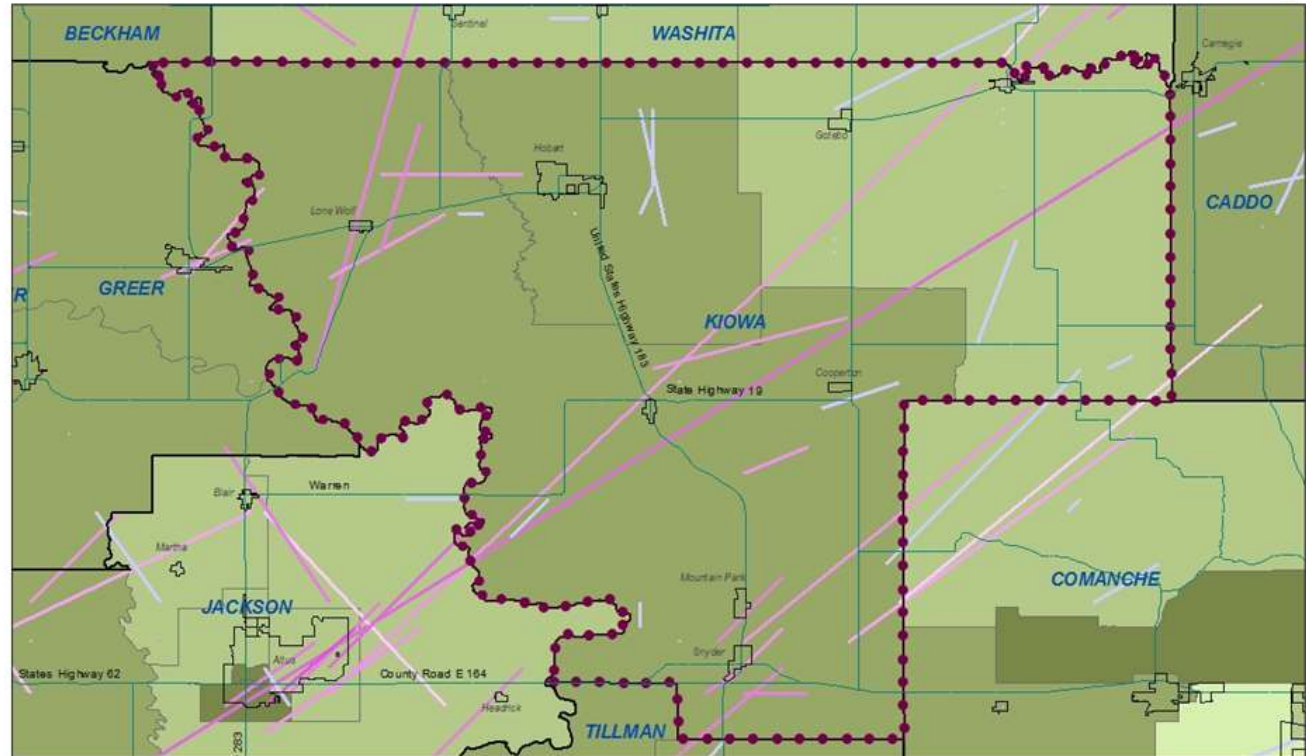 BECKHAM
WASHITA
Sentinel
Carnegie
Gotebo
Hobart
CADDO
Lone Wolf
GREER
R
United States Highway 183
KIOWA
Cooperton
State Highway 19
Blair
Warren
Martha
Mountain Park
COMANCHE
JACKSON
Altus
Snyder
States Highway 62
County Road E 164
Headrick
TILLMAN
283